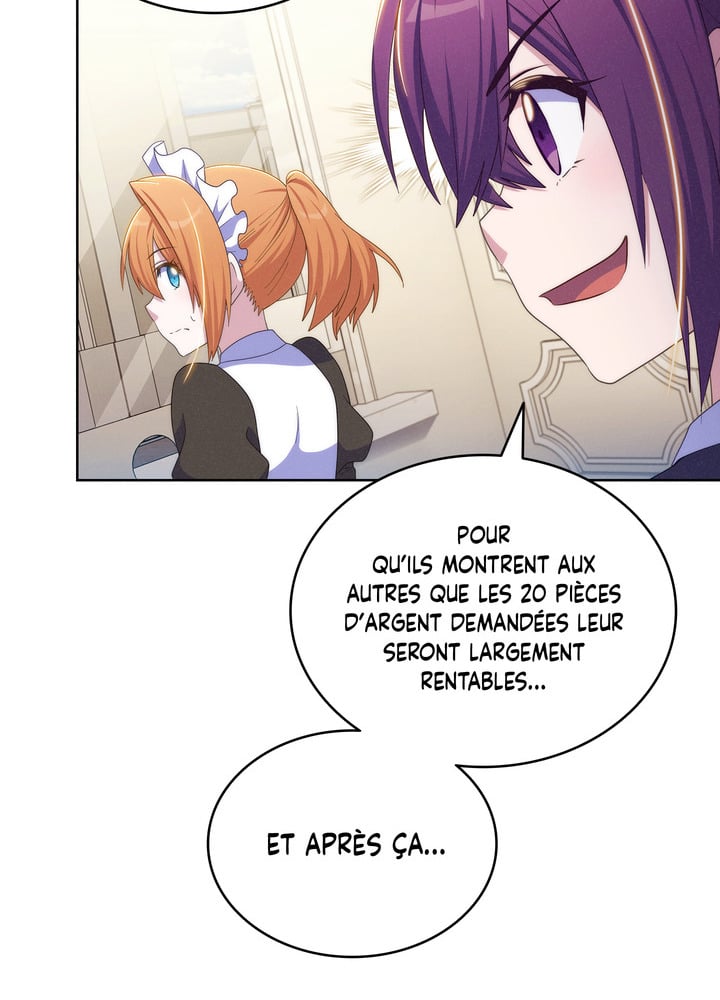 POUR
QU'ILS MONTRENT AUX
AUTRES QUE LES 20 PIÈCES
D'ARGENT DEMANDÉES LEUR
SERONT LARGEMENT
RENTABLES...
ET APRÈS ÇA...